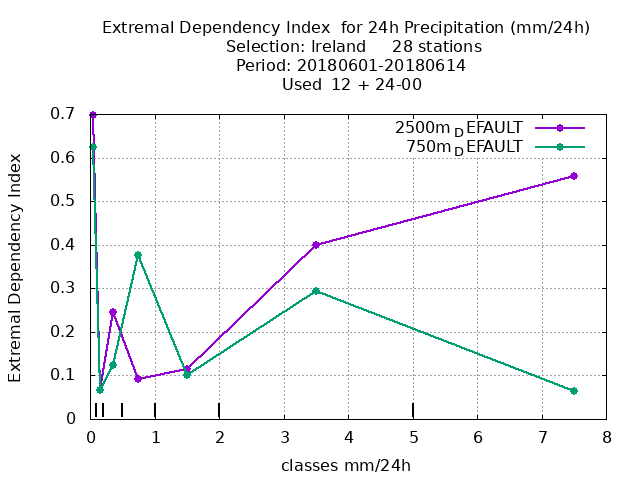 Extremal Dependency Index  for 24h Precipitation (mm/24h)
Selection: Ireland     28 stations
Period: 20180601-20180614
Used  12 + 24-00
2500m_DEFAULT
750m_DEFAULT
Extremal Dependency Index
0.7
0.6
0.5
0.4
0.3
0.2
0.1
0
0 1 2 3 4 5 6 7 8
classes mm/24h